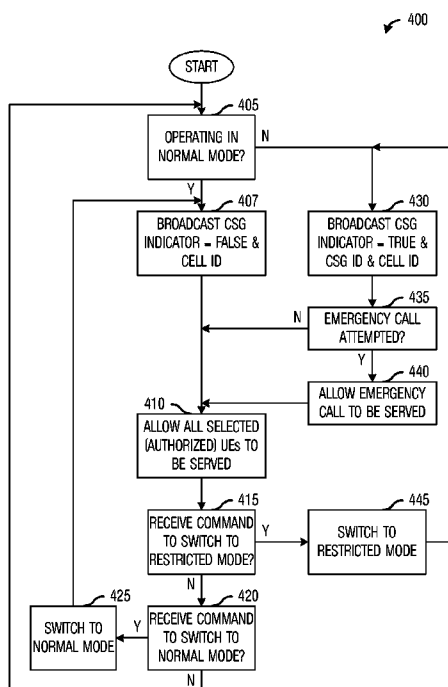 400
START
405
OPERATING IN
NORMAL MODE?
N
Y
407
BROADCAST CSG
INDICATOR = FALSE &
CELL ID
430
BROADCAST CSG
INDICATOR = TRUE &
CSG ID & CELL ID
435
N
EMERGENCY CALL
ATTEMPTED?
Y
440
ALLOW EMERGENCY
CALL TO BE SERVED
410
ALLOW ALL SELECTED
(AUTHORIZED) UEs TO
BE SERVED
415
RECEIVE COMMAND
TO SWITCH TO
RESTRICTED MODE?
Y
445
SWITCH TO
RESTRICTED MODE
N
425
SWITCH TO
NORMAL MODE
Y
420
RECEIVE COMMAND
TO SWITCH TO
NORMAL MODE?
N